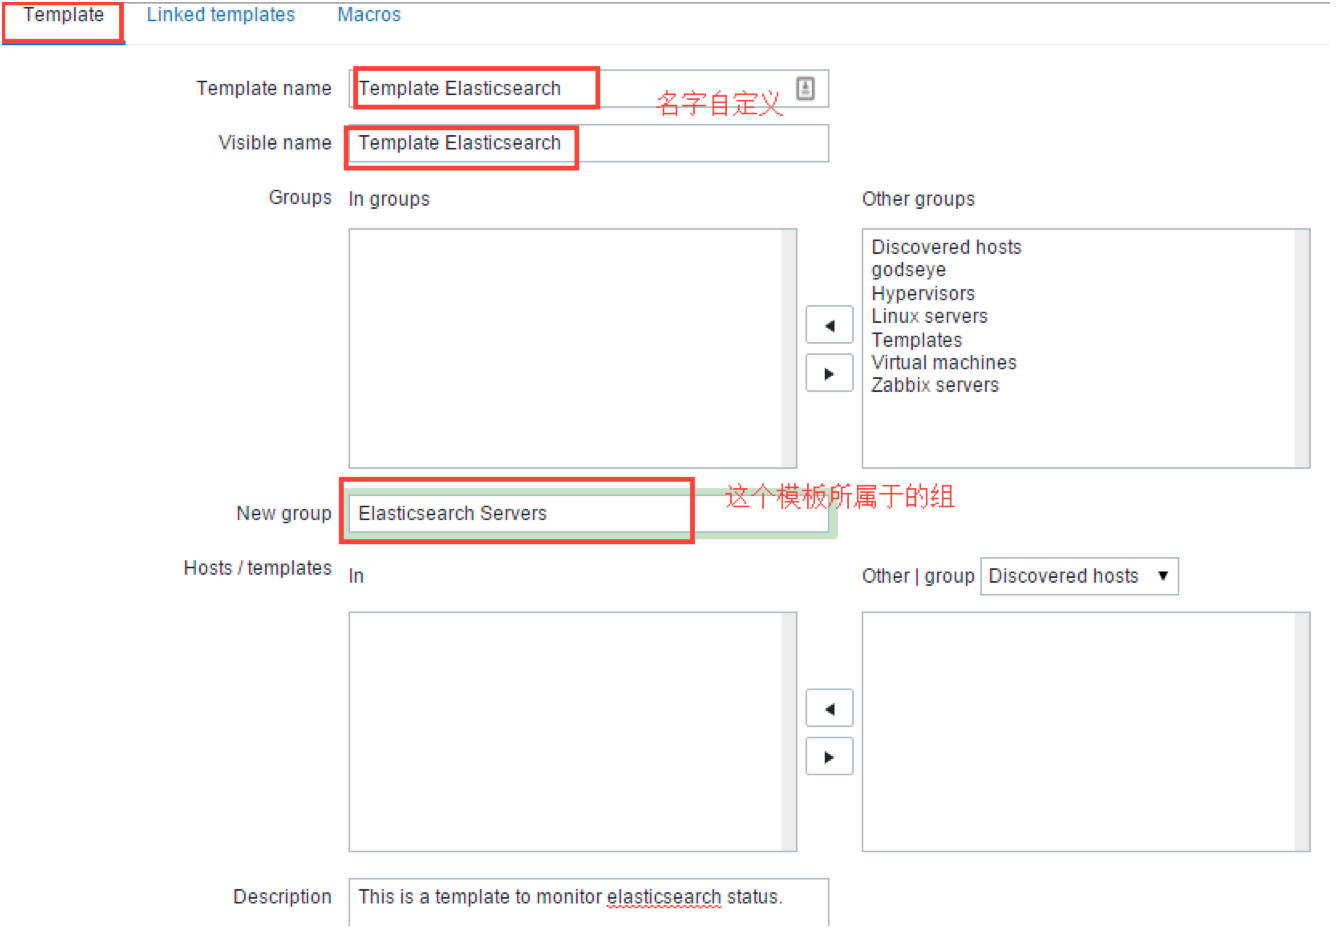 Template Linked templates Macros
Template name Template Elasticsearch 名字自定义
Visible name Template Elasticsearch
Groups In groups Other groups
Discovered hosts
godseye
Hypervisors
Linux servers
Templates
Virtual machines
Zabbix servers
New group Elasticsearch Servers 这个模板所属于的组
Hosts / templates In Other | group Discovered hosts
Description This is a template to monitor elasticsearch status.